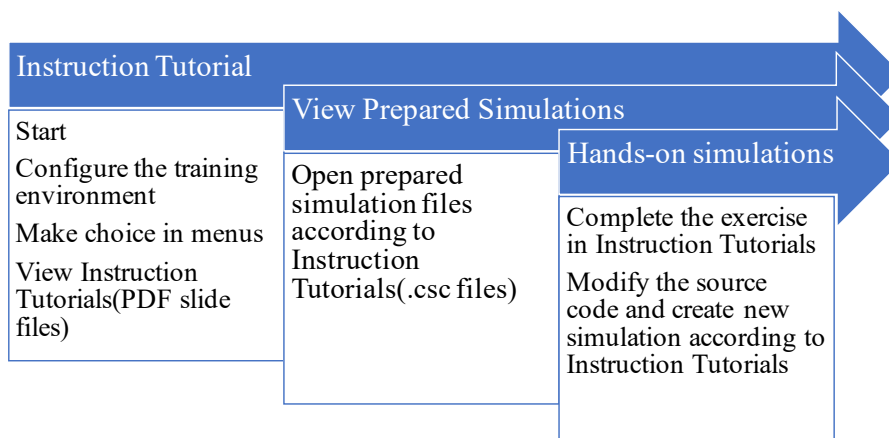 Instruction Tutorial
Start
Configure the training
environment
Make choice in menus
View Instruction
Tutorials(PDF slide
files)
View Prepared Simulations
Open prepared
simulation files
according to
Instruction
Tutorials(.csc files)
Hands-on simulations
Complete the exercise
in Instruction Tutorials
Modify the source
code and create new
simulation according to
Instruction Tutorials